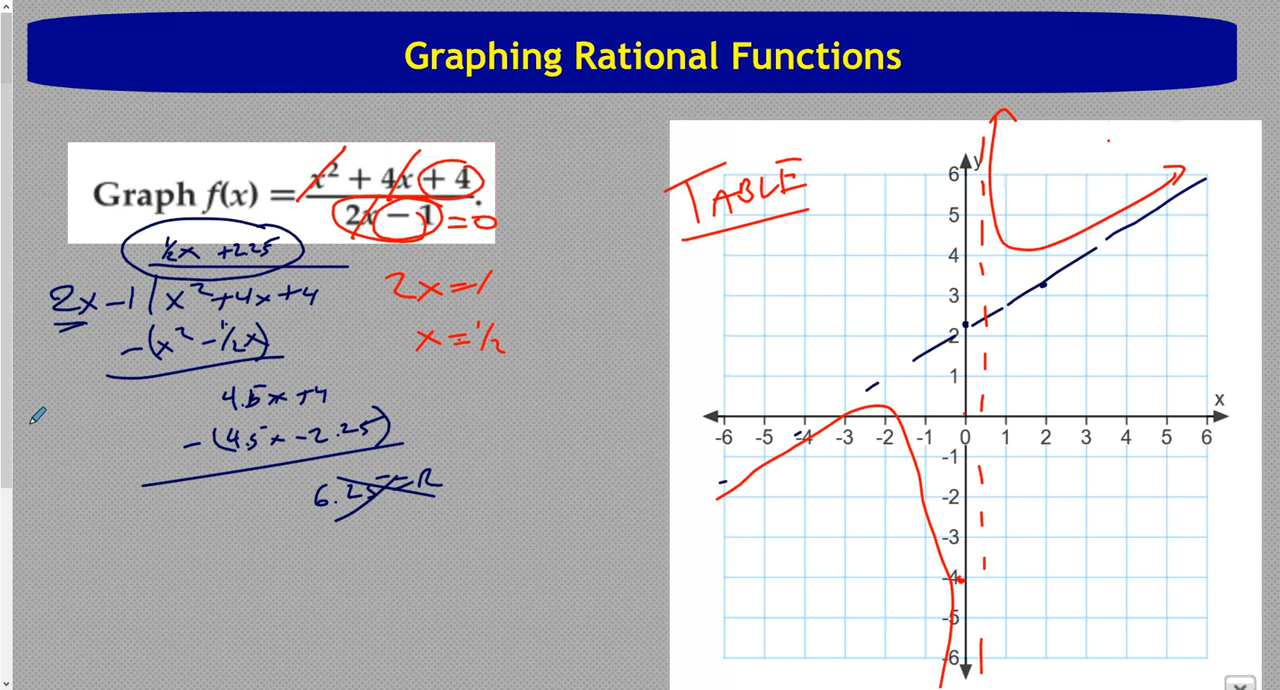 Graphing Rational Functions
Graph f(x) = x² + 4x + 4 / 2x − 1 .
= 0
½x + 2.25
2x − 1 | x² + 4x + 4
−(x² − ½x)
4.5x + 4
−(4.5x − 2.25)
6.25 = R
2x = 1
x = ½
TABLE
y
x
6
5
4
3
2
1
-6 -5 -4 -3 -2 -1 0 1 2 3 4 5 6
-1
-2
-3
-4
-5
-6